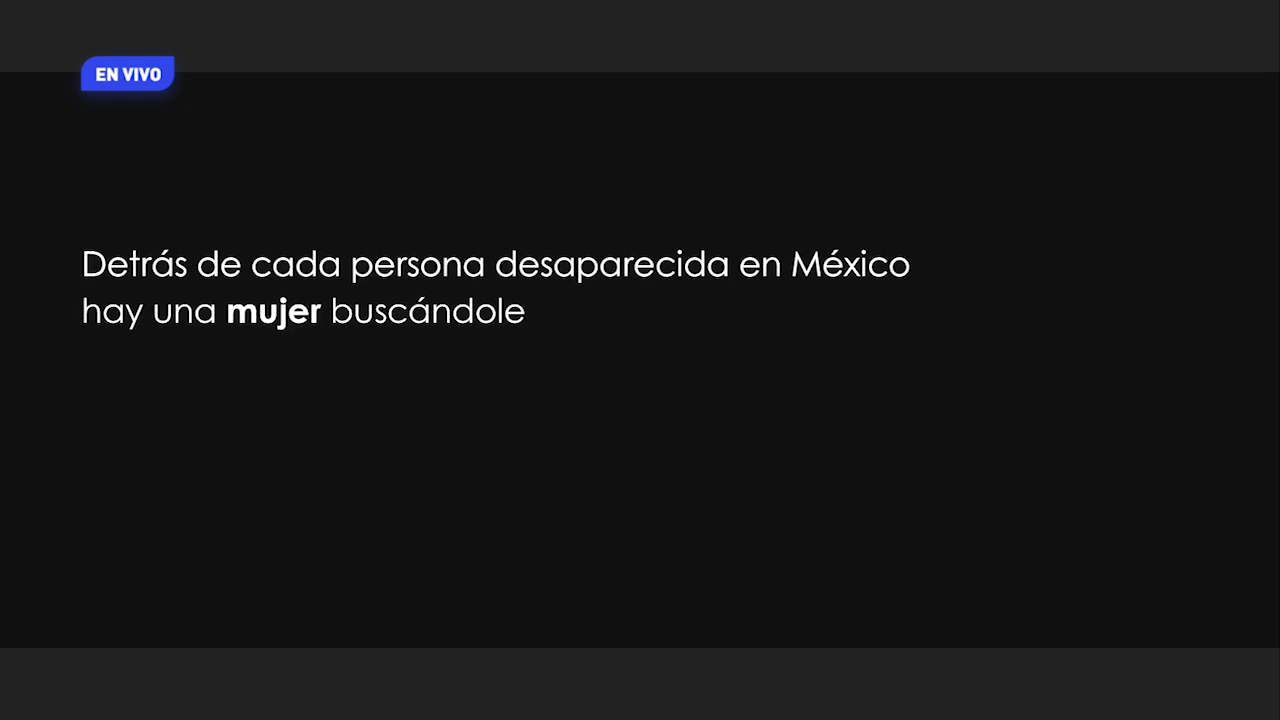 EN VIVO
Detrás de cada persona desaparecida en México
hay una mujer buscándole